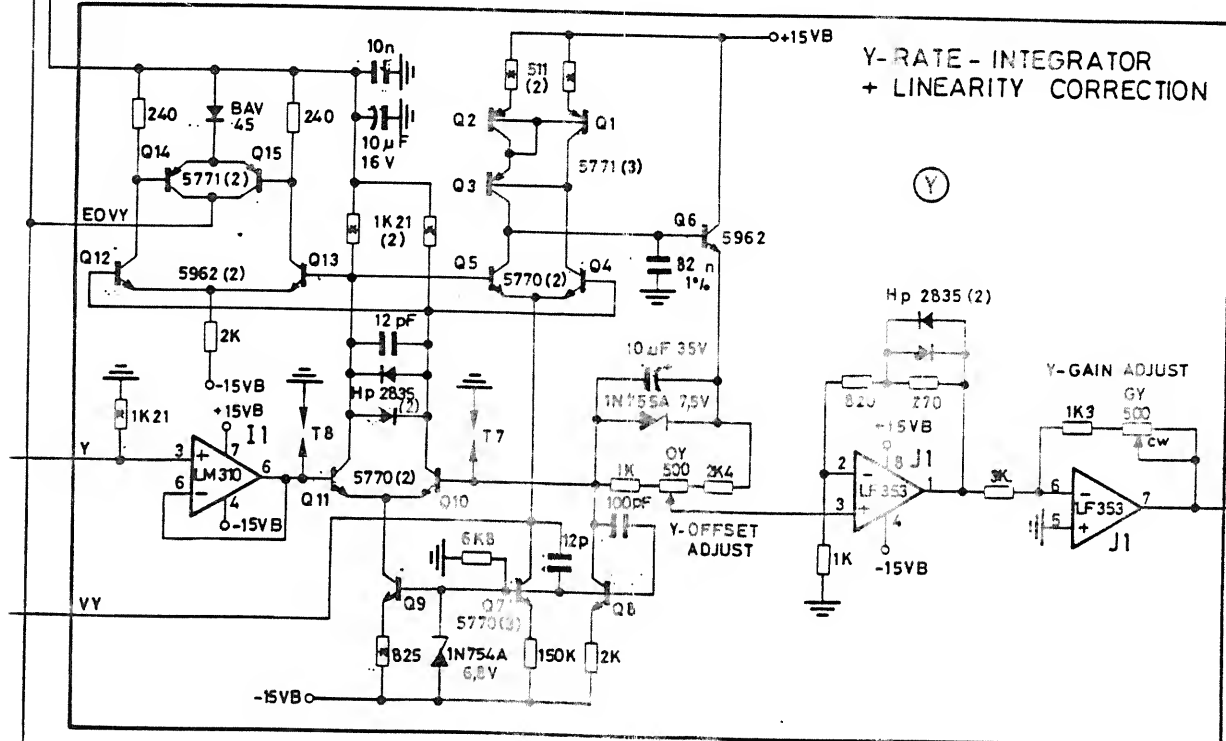 Y-RATE-INTEGRATOR
+ LINEARITY CORRECTION
Y
+15VB
10n
10µF
16V
240
BAV
45
240
Q14
Q15
5771(2)
EOVY
Q12
5962(2)
Q13
2K
-15VB
511
(2)
Q2
Q1
5771(3)
Q3
1K21
(2)
Q6
5962
82 n
1%
Q5
5770(2)
Q4
12pF
Hp 2835
(2)
T8
T7
1K21
Y
+15VB
I1
3
+
7
LM310
6
6
-
4
-15VB
Q11
5770(2)
Q10
10µF 35V
1N755A 7,5V
1K
OY
500
2K4
100pF
Y-OFFSET
ADJUST
Hp 2835(2)
820
270
+15VB
J1
8
2
-
LF353
1
3
+
4
-15VB
1K
3K
Y-GAIN ADJUST
GY
1K3
500
CW
6
-
LF353
7
5
+
J1
6K8
12p
VY
Q9
Q7
5770(3)
Q8
825
1N754A
6,8V
150K
2K
-15VB